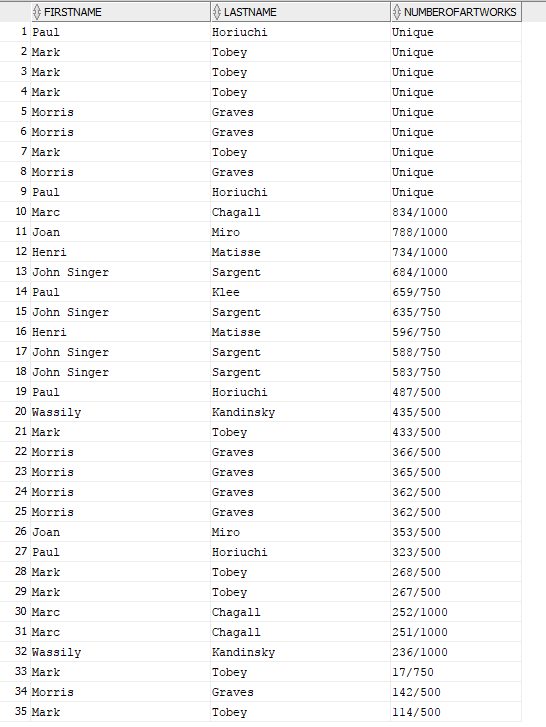 FIRSTNAME LASTNAME NUMBEROFARTWORKS
1 Paul Horiuchi Unique
2 Mark Tobey Unique
3 Mark Tobey Unique
4 Mark Tobey Unique
5 Morris Graves Unique
6 Morris Graves Unique
7 Mark Tobey Unique
8 Morris Graves Unique
9 Paul Horiuchi Unique
10 Marc Chagall 834/1000
11 Joan Miro 788/1000
12 Henri Matisse 734/1000
13 John Singer Sargent 684/1000
14 Paul Klee 659/750
15 John Singer Sargent 635/750
16 Henri Matisse 596/750
17 John Singer Sargent 588/750
18 John Singer Sargent 583/750
19 Paul Horiuchi 487/500
20 Wassily Kandinsky 435/500
21 Mark Tobey 433/500
22 Morris Graves 366/500
23 Morris Graves 365/500
24 Morris Graves 362/500
25 Morris Graves 362/500
26 Joan Miro 353/500
27 Paul Horiuchi 323/500
28 Mark Tobey 268/500
29 Mark Tobey 267/500
30 Marc Chagall 252/1000
31 Marc Chagall 251/1000
32 Wassily Kandinsky 236/1000
33 Mark Tobey 17/750
34 Morris Graves 142/500
35 Mark Tobey 114/500